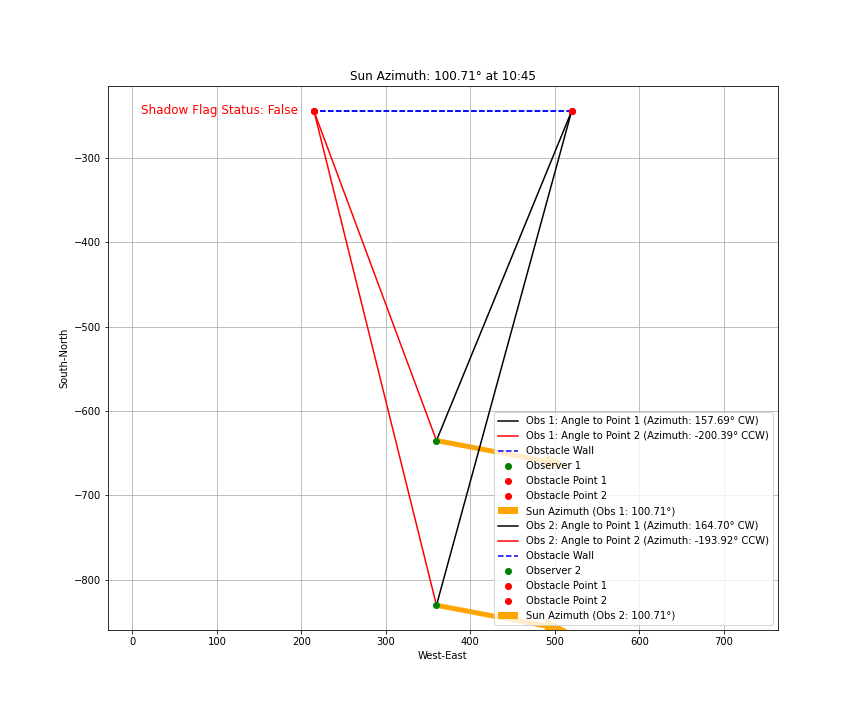 Sun Azimuth: 100.71° at 10:45
Shadow Flag Status: False
−300
−400
−500
−600
−700
−800
South-North
Obs 1: Angle to Point 1 (Azimuth: 157.69° CW)
Obs 1: Angle to Point 2 (Azimuth: -200.39° CCW)
Obstacle Wall
Observer 1
Obstacle Point 1
Obstacle Point 2
Sun Azimuth (Obs 1: 100.71°)
Obs 2: Angle to Point 1 (Azimuth: 164.70° CW)
Obs 2: Angle to Point 2 (Azimuth: -193.92° CCW)
Obstacle Wall
Observer 2
Obstacle Point 1
Obstacle Point 2
Sun Azimuth (Obs 2: 100.71°)
0 100 200 300 400 500 600 700
West-East